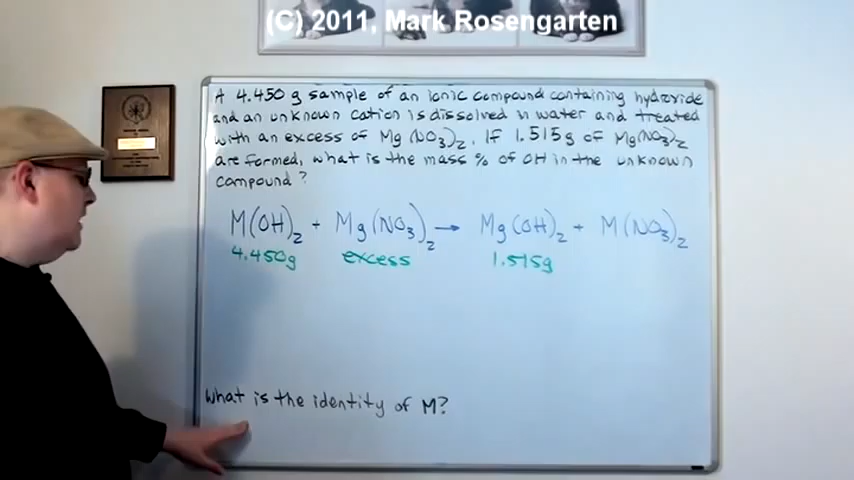 (C) 2011, Mark Rosengarten
A 4.450 g sample of an ionic compound containing hydroxide
and an unknown cation is dissolved in water and treated
with an excess of Mg(NO3)2. If 1.515g of Mg(NO3)2
are formed, what is the mass % of OH in the unknown
compound?
M(OH)2 + Mg(NO3)2 → Mg(OH)2 + M(NO3)2
4.450g excess 1.515g
What is the identity of M?